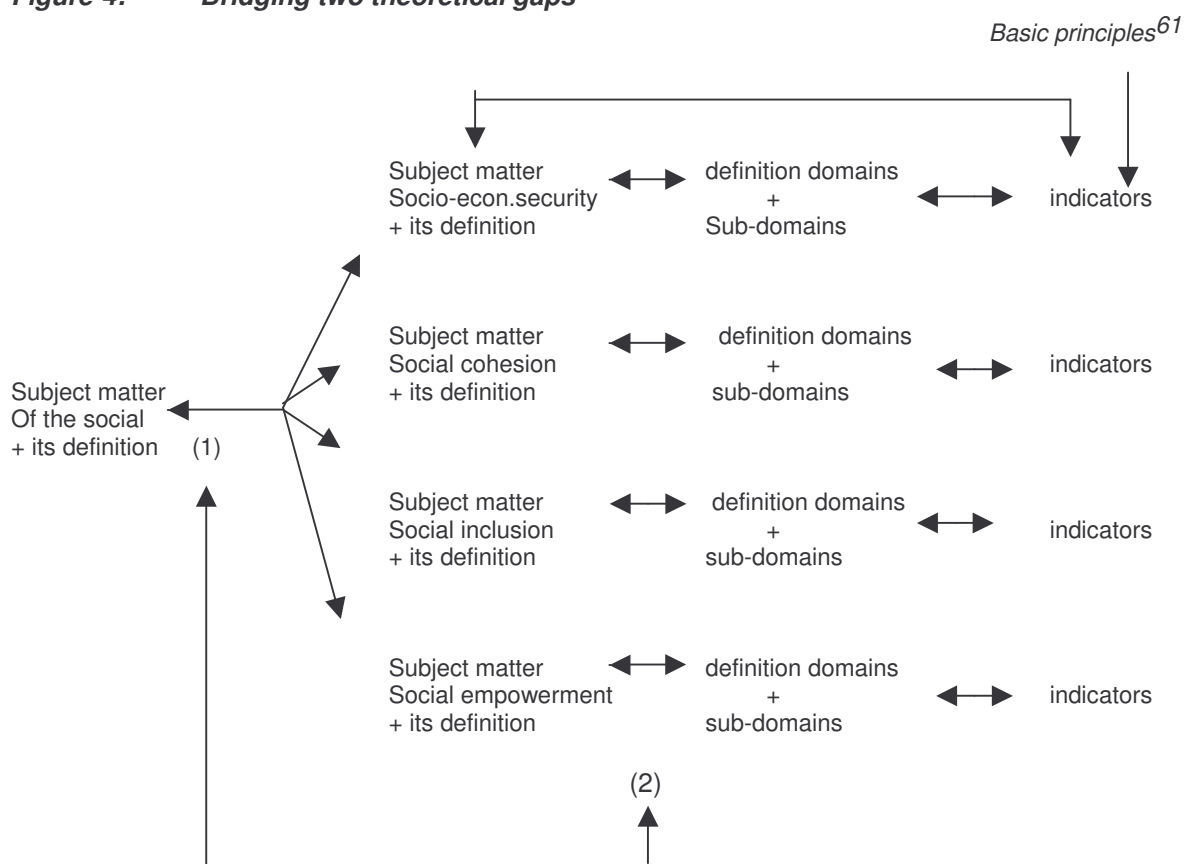 Figure 4: Bridging two theoretical gaps
Basic principles61
Subject matter
Socio-econ.security
+ its definition
definition domains
+
Sub-domains
indicators
Subject matter
Social cohesion
+ its definition
definition domains
+
sub-domains
indicators
Subject matter
Of the social
+ its definition (1)
Subject matter
Social inclusion
+ its definition
definition domains
+
sub-domains
indicators
Subject matter
Social empowerment
+ its definition
definition domains
+
sub-domains
indicators
(2)